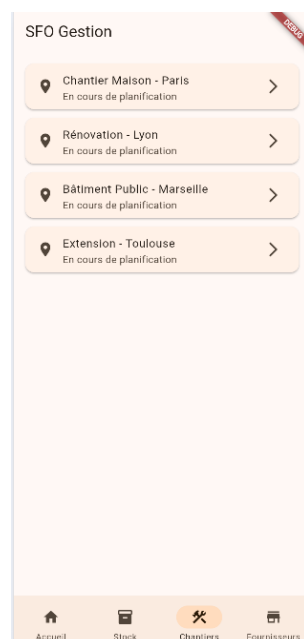 SFO Gestion
DEBUG
Chantier Maison - Paris
En cours de planification
Rénovation - Lyon
En cours de planification
Bâtiment Public - Marseille
En cours de planification
Extension - Toulouse
En cours de planification
Accueil
Stock
Chantiers
Fournisseurs